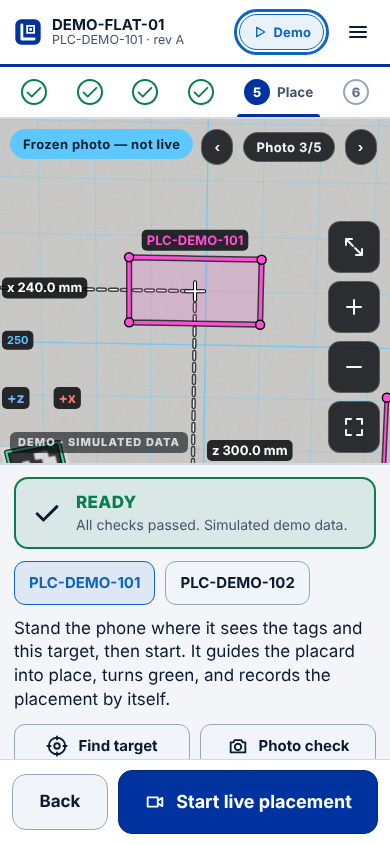 DEMO-FLAT-01
PLC-DEMO-101 · rev A
Demo
5 Place
6
Frozen photo — not live
‹ Photo 3/5 ›
PLC-DEMO-101
x 240.0 mm
250
+z
+x
DEMO · SIMULATED DATA
z 300.0 mm
READY
All checks passed. Simulated demo data.
PLC-DEMO-101
PLC-DEMO-102
Stand the phone where it sees the tags and
this target, then start. It guides the placard
into place, turns green, and records the
placement by itself.
Find target
Photo check
Back
Start live placement